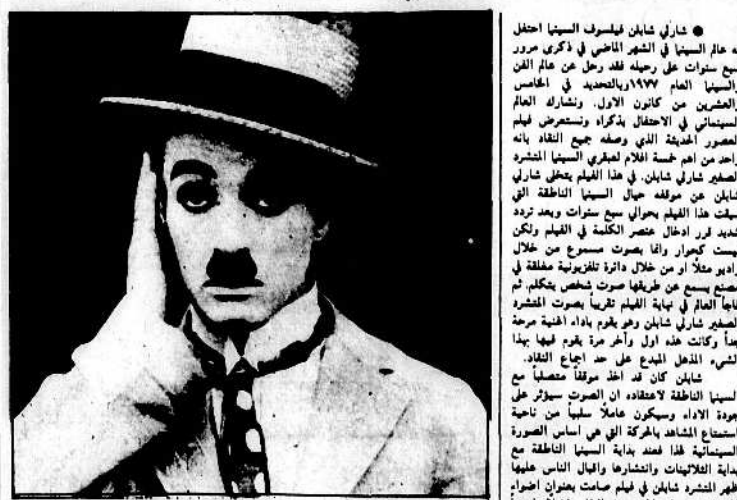 ● شارلي شابلن فيلسوف السينما احتفل
به عالم السينما في الشهر الماضي في ذكرى مرور
سبع سنوات على رحيله فقد رحل عن عالم الفن
والسينما العام ١٩٧٧ وبالتحديد في الخامس
والعشرين من كانون الاول. ونشارك العالم
السينمائي في الاحتفال بذكراه ونستعرض فيلم
العصور الحديثة الذي وصفه جميع النقاد بانه
واحد من اهم خمسة افلام لعبقري السينما المتشرد
الصغير شارلي شابلن. في هذا الفيلم يتخلى شارلي
شابلن عن موقفه حيال السينما الناطقة التي
سبقت هذا الفيلم بحوالي سبع سنوات وبعد تردد
شديد قرر ادخال عنصر الكلمة في الفيلم ولكن
ليست كحوار وانما بصوت مسموع من خلال
راديو مثلاً او من خلال دائرة تلفزيونية مغلقة في
مصنع يسمع عن طريقها صوت شخص يتكلم. ثم
فاجأ العالم في نهاية الفيلم تقريباً بصوت المتشرد
الصغير شارلي شابلن وهو يقوم باداء اغنية مرحة
جداً وكانت هذه اول وآخر مرة يقوم فيها بهذا
الشيء المذهل المبدع على حد اجماع النقاد.
شابلن كان قد اخذ موقفاً متصلباً مع
السينما الناطقة لاعتقاده ان الصوت سيؤثر على
جودة الاداء وسيكون عاملاً سلبياً من ناحية
استمتاع المشاهد بالحركة التي هي اساس الصورة
السينمائية لهذا فعند بداية السينما الناطقة مع
بداية الثلاثينات وانتشارها واقبال الناس عليها
ظهر المتشرد شابلن في فيلم صامت بعنوان اضواء